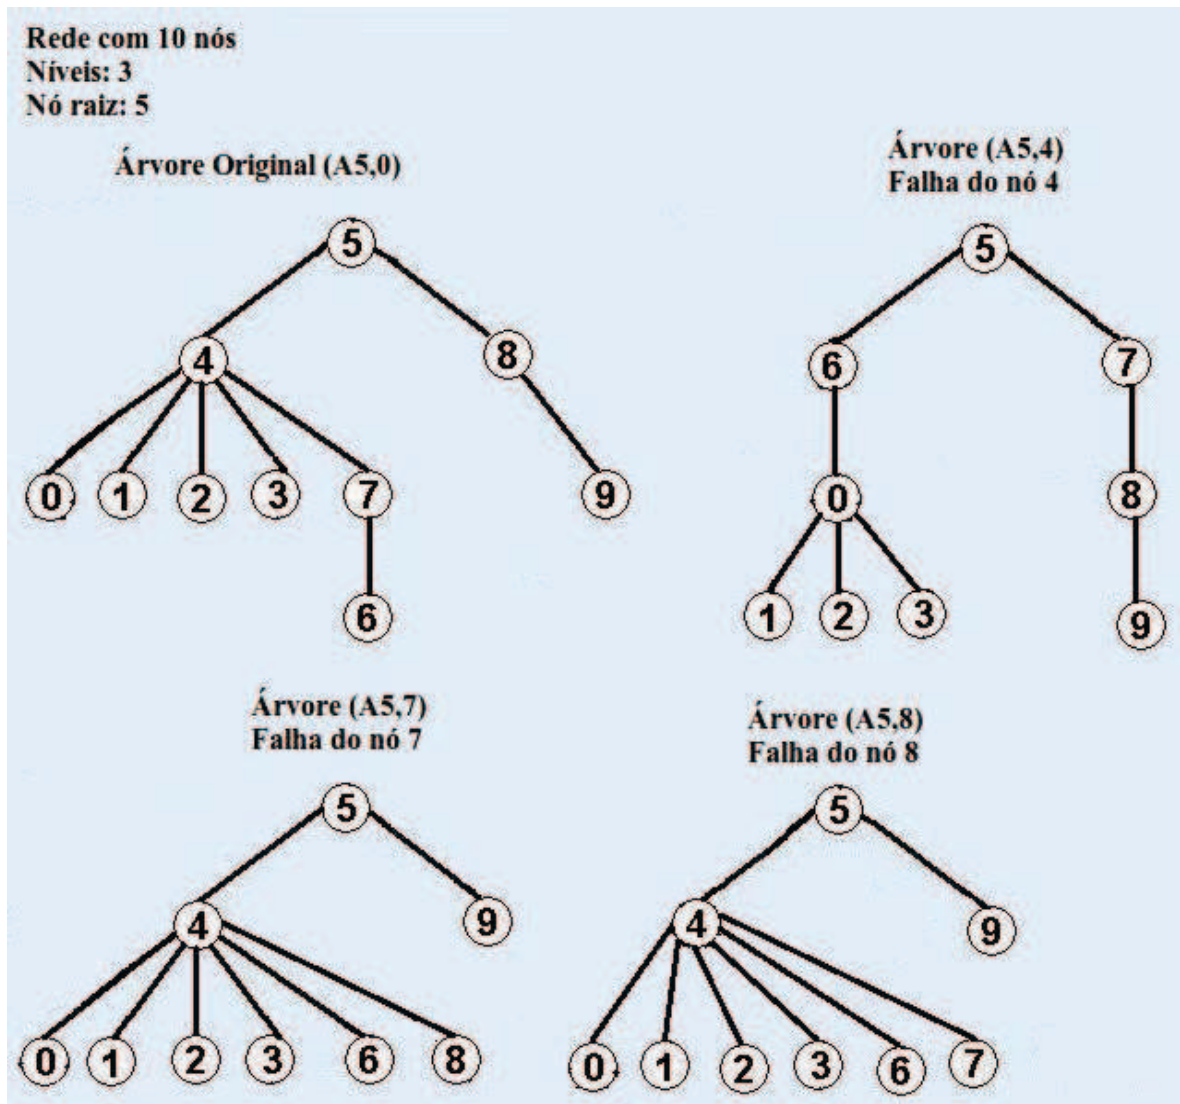 Rede com 10 nós
Níveis: 3
Nó raiz: 5
Árvore Original (A5,0)
5
4 8
0 1 2 3 7 9
6
Árvore (A5,4)
Falha do nó 4
5
6 7
0 8
1 2 3 9
Árvore (A5,7)
Falha do nó 7
5
4 9
0 1 2 3 6 8
Árvore (A5,8)
Falha do nó 8
5
4 9
0 1 2 3 6 7